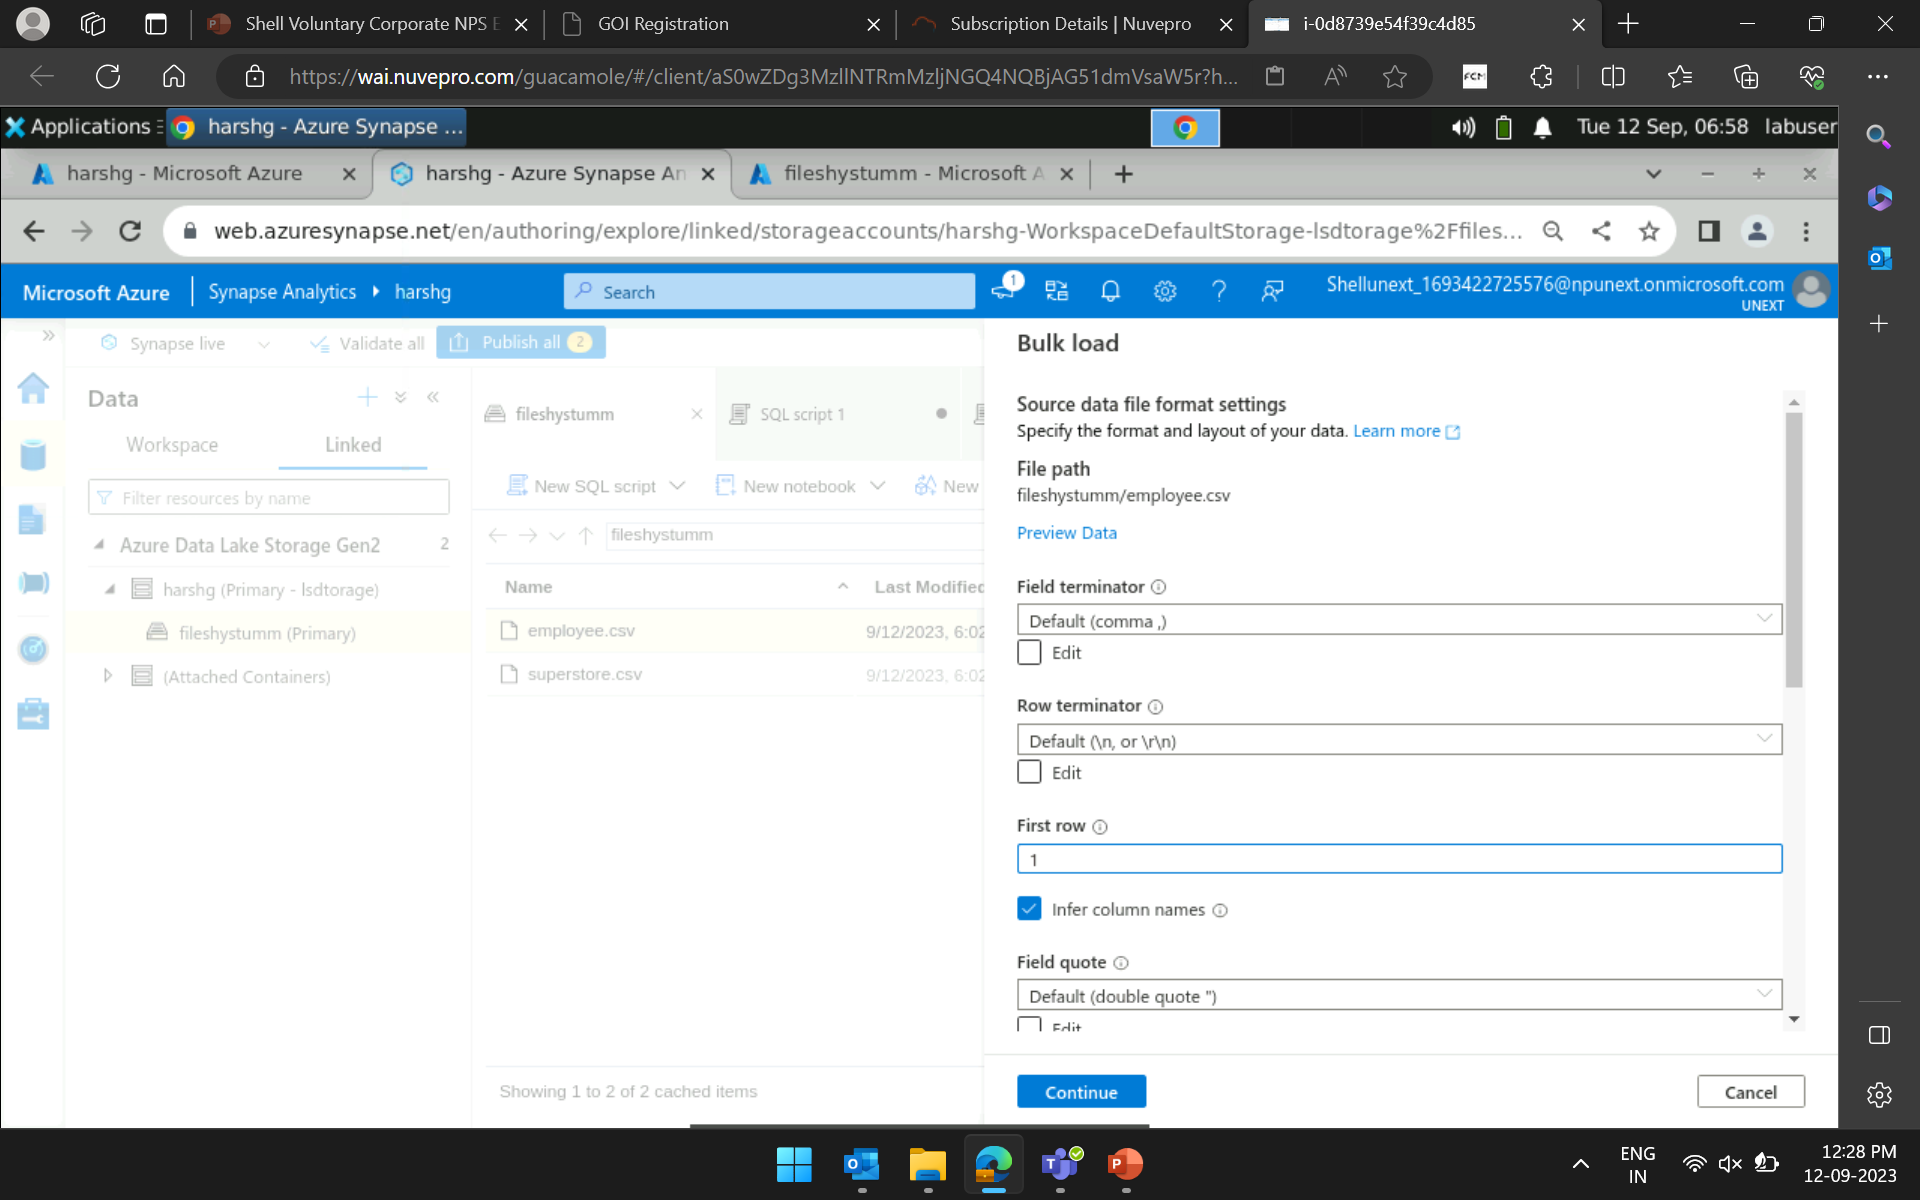 Shell Voluntary Corporate NPS E
GOI Registration
Subscription Details | Nuvepro
i-0d8739e54f39c4d85
https://wai.nuvepro.com/guacamole/#/client/aS0wZDg3MzllNTRmMzljNGQ4NQBjAG51dmVsaW5r?h...
FCM
Applications
harshg - Azure Synapse ...
Tue 12 Sep, 06:58
labuser
harshg - Microsoft Azure
harshg - Azure Synapse An
fileshystumm - Microsoft A
web.azuresynapse.net/en/authoring/explore/linked/storageaccounts/harshg-WorkspaceDefaultStorage-lsdtorage%2Ffiles...
Microsoft Azure
Synapse Analytics
harshg
Search
1
Shellunext_1693422725576@npunext.onmicrosoft.com
UNEXT
Synapse live
Validate all
Publish all 2
Data
Workspace
Linked
Filter resources by name
Azure Data Lake Storage Gen2 2
harshg (Primary - lsdtorage)
fileshystumm (Primary)
(Attached Containers)
fileshystumm
SQL script 1
New SQL script
New notebook
New
fileshystumm
Name
Last Modified
employee.csv 9/12/2023, 6:02
superstore.csv 9/12/2023, 6:02
Showing 1 to 2 of 2 cached items
Bulk load
Source data file format settings
Specify the format and layout of your data. Learn more
File path
fileshystumm/employee.csv
Preview Data
Field terminator
Default (comma ,)
Edit
Row terminator
Default (\n, or \r\n)
Edit
First row
1
Infer column names
Field quote
Default (double quote ")
Edit
Continue
Cancel
ENG
IN
12:28 PM
12-09-2023